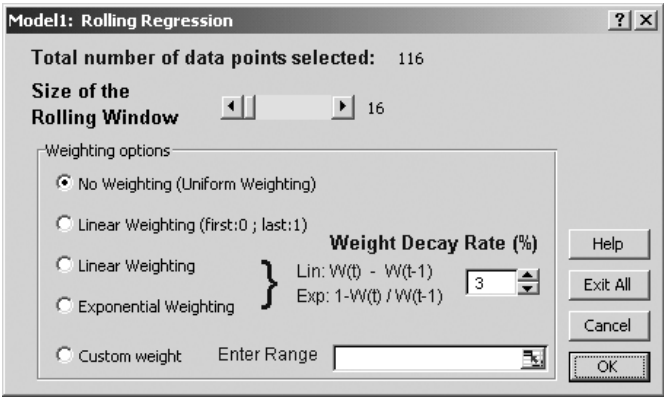 Model1: Rolling Regression
Total number of data points selected: 116
Size of the
Rolling Window
16
Weighting options
No Weighting (Uniform Weighting)
Linear Weighting (first:0 ; last:1)
Weight Decay Rate (%)
Linear Weighting
Lin: W(t) - W(t-1)
3
Exponential Weighting
Exp: 1-W(t) / W(t-1)
Custom weight
Enter Range
Help
Exit All
Cancel
OK